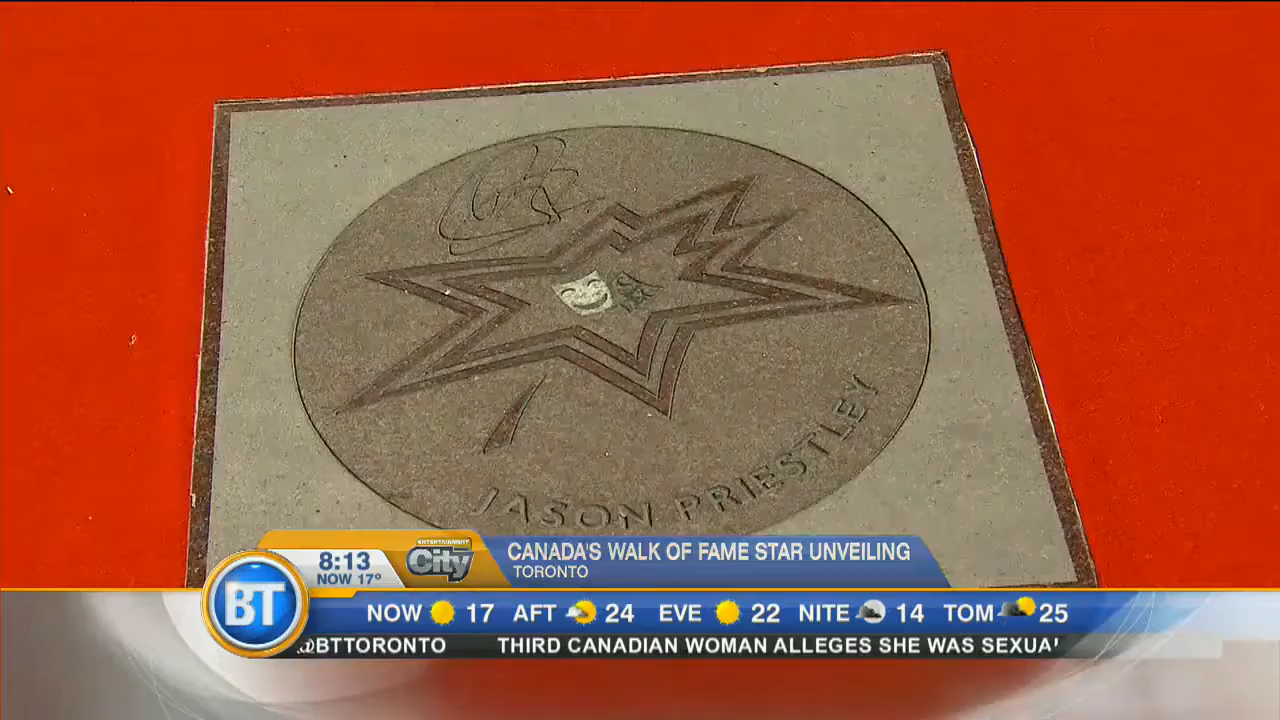 JASON PRIESTLEY
ENTERTAINMENT
City
8:13
NOW 17º
CANADA'S WALK OF FAME STAR UNVEILING
TORONTO
BT
NOW 17 AFT 24 EVE 22 NITE 14 TOM 25
@BTTORONTO THIRD CANADIAN WOMAN ALLEGES SHE WAS SEXUA